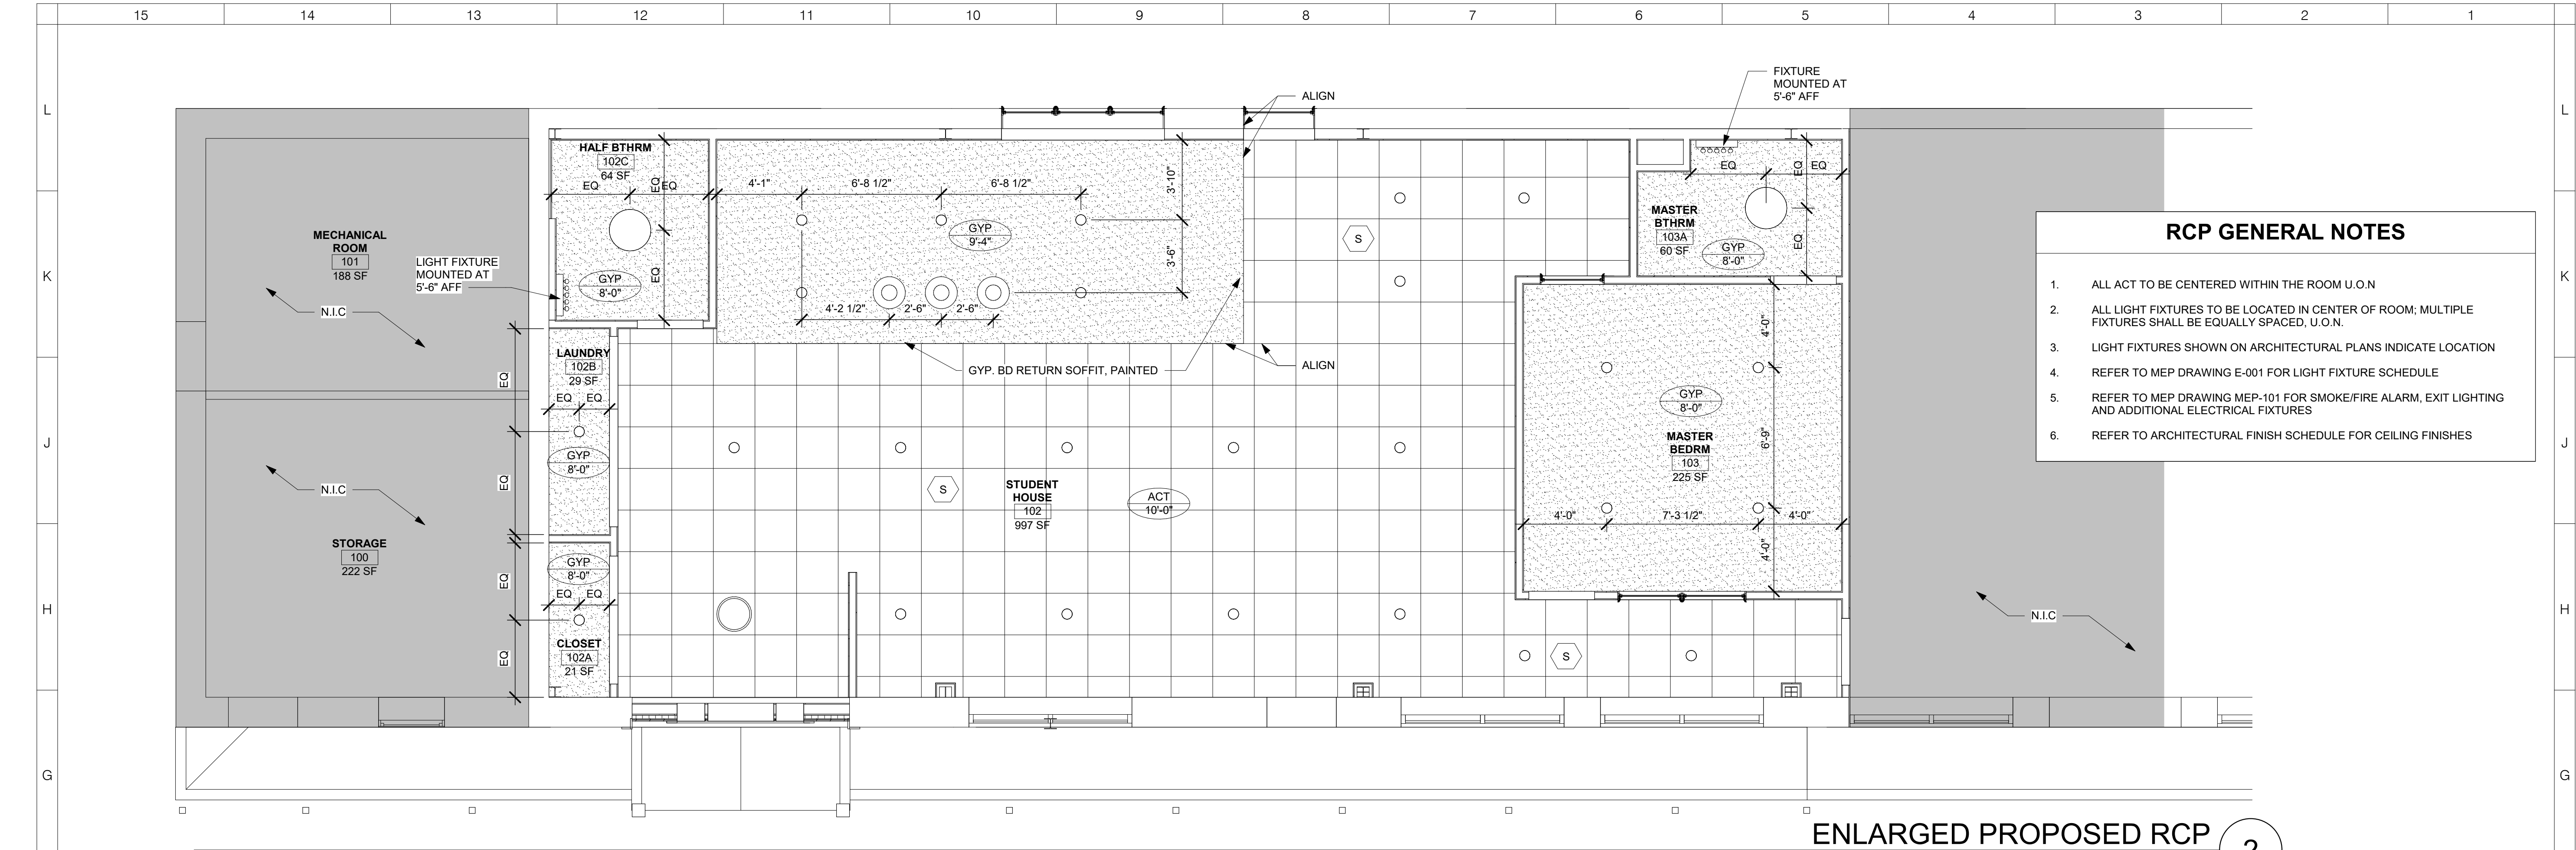 15 14 13 12 11 10 9 8 7 6 5 4 3 2 1
L
K
J
H
G
L
K
J
H
G
ALIGN
FIXTURE
MOUNTED AT
5'-6" AFF
MECHANICAL
ROOM
101
188 SF
N.I.C
LIGHT FIXTURE
MOUNTED AT
5'-6" AFF
N.I.C
STORAGE
100
222 SF
HALF BTHRM
102C
64 SF
EQ
EQ
EQ
EQ
GYP
8'-0"
LAUNDRY
102B
29 SF
EQ
EQ
EQ
EQ
GYP
8'-0"
GYP
8'-0"
EQ
EQ
EQ
EQ
CLOSET
102A
21 SF
4'-1"
6'-8 1/2"
6'-8 1/2"
3'-10"
3'-6"
GYP
9'-4"
4'-2 1/2"
2'-6"
2'-6"
GYP. BD RETURN SOFFIT, PAINTED
ALIGN
S
S
STUDENT
HOUSE
102
997 SF
ACT
10'-0"
S
EQ
EQ
EQ
EQ
MASTER
BTHRM
103A
60 SF
GYP
8'-0"
4'-0"
GYP
8'-0"
MASTER
BEDRM
103
225 SF
6'-9"
4'-0"
7'-3 1/2"
4'-0"
4'-0"
N.I.C
RCP GENERAL NOTES
1. ALL ACT TO BE CENTERED WITHIN THE ROOM U.O.N
2. ALL LIGHT FIXTURES TO BE LOCATED IN CENTER OF ROOM; MULTIPLE
FIXTURES SHALL BE EQUALLY SPACED, U.O.N.
3. LIGHT FIXTURES SHOWN ON ARCHITECTURAL PLANS INDICATE LOCATION
4. REFER TO MEP DRAWING E-001 FOR LIGHT FIXTURE SCHEDULE
5. REFER TO MEP DRAWING MEP-101 FOR SMOKE/FIRE ALARM, EXIT LIGHTING
AND ADDITIONAL ELECTRICAL FIXTURES
6. REFER TO ARCHITECTURAL FINISH SCHEDULE FOR CEILING FINISHES
ENLARGED PROPOSED RCP
2